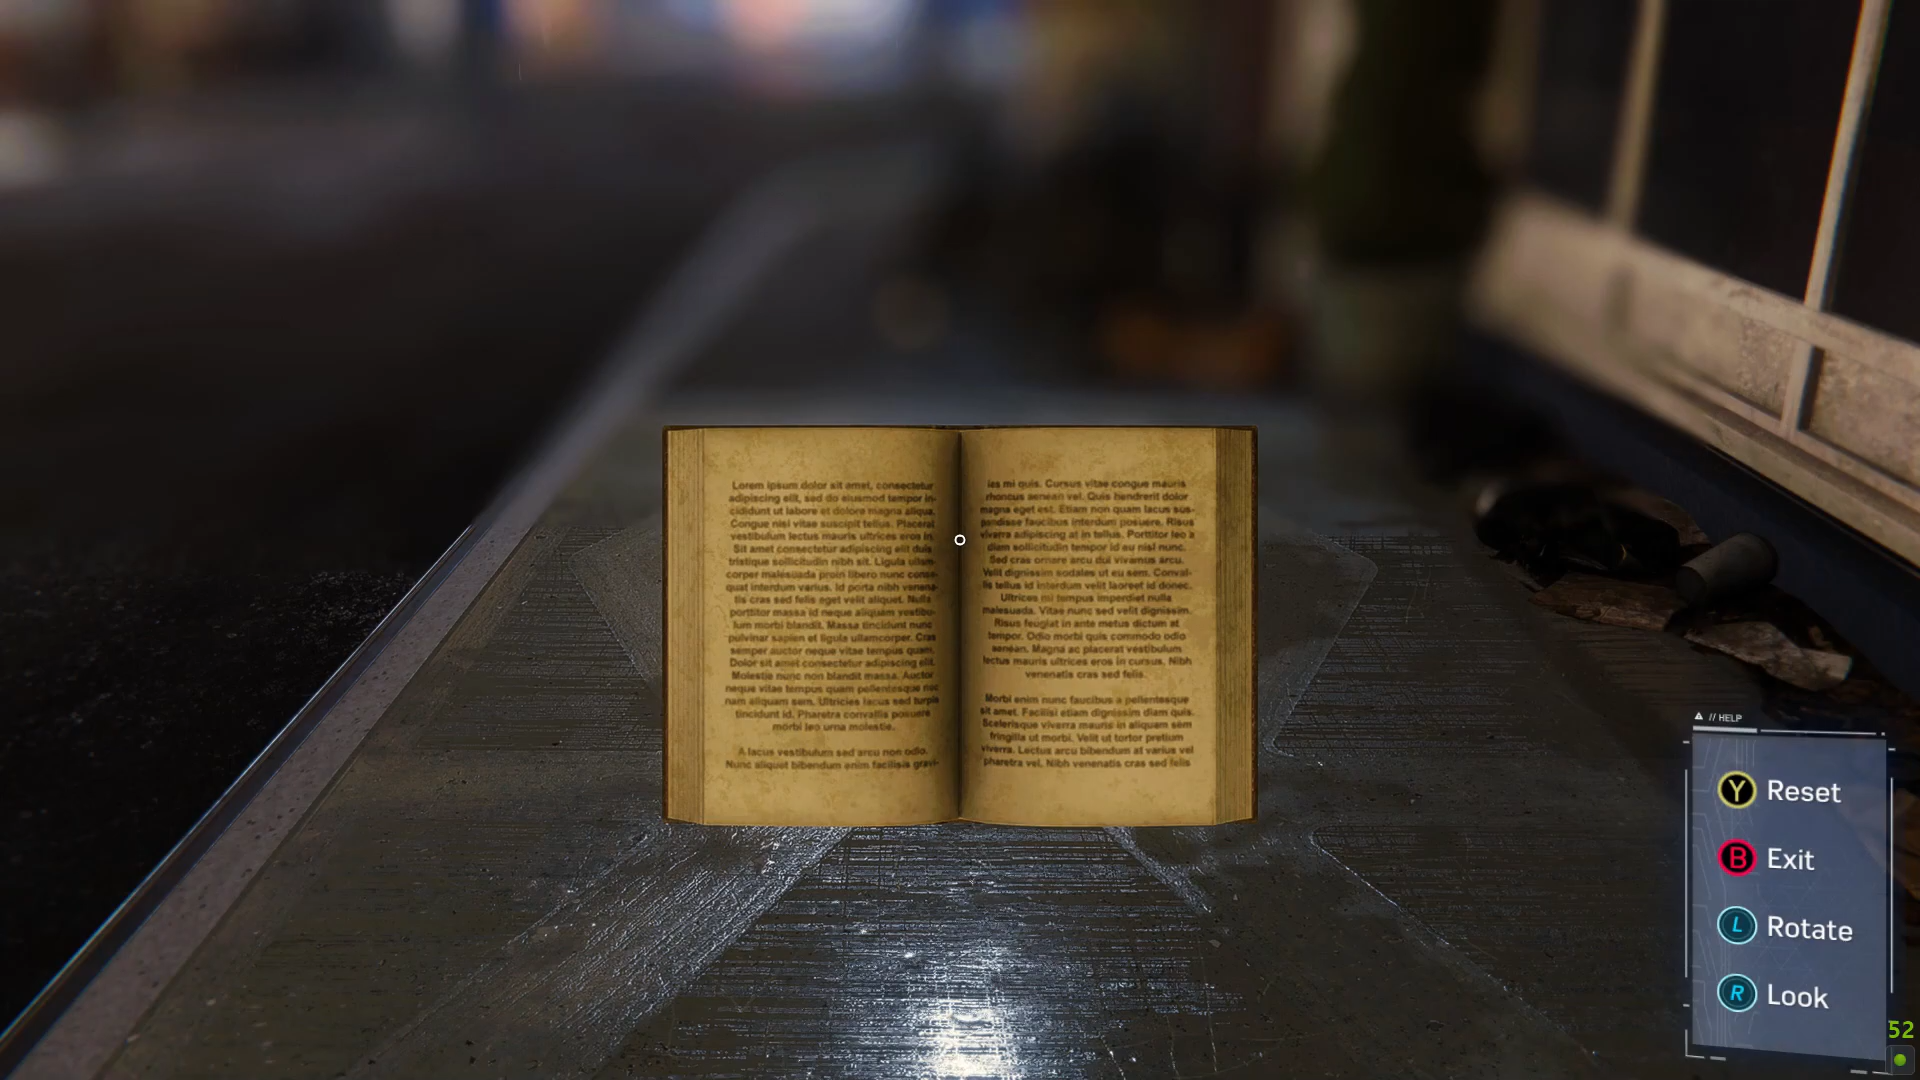 Lorem ipsum dolor sit amet, consectetur
adipiscing elit, sed do eiusmod tempor in-
cididunt ut labore et dolore magna aliqua.
Congue nisl vitae suscipit tellus. Placerat
vestibulum lectus mauris ultrices eros in.
Sit amet consectetur adipiscing elit duis
tristique sollicitudin nibh sit. Ligula ullam-
corper malesuada proin libero nunc conse-
quat interdum varius. Id porta nibh venena-
tis cras sed felis eget velit aliquet. Nulla
porttitor massa id neque aliquam vestibu-
lum morbi blandit. Massa tincidunt nunc
pulvinar sapien et ligula ullamcorper. Cras
semper auctor neque vitae tempus quam.
Dolor sit amet consectetur adipiscing elit.
Molestie nunc non blandit massa. Auctor
neque vitae tempus quam pellentesque nec
nam aliquam sem. Ultricies lacus sed turpis
tincidunt id. Pharetra convallis posuere
morbi leo urna molestie.
A lacus vestibulum sed arcu non odio.
Nunc aliquet bibendum enim facilisis gravi-
ies mi quis. Cursus vitae congue mauris
rhoncus aenean vel. Quis hendrerit dolor
magna eget est. Etiam non quam lacus sus-
pendisse faucibus interdum posuere. Risus
viverra adipiscing at in tellus. Porttitor leo a
diam sollicitudin tempor id eu nisl nunc.
Sed cras ornare arcu dui vivamus arcu.
Velit dignissim sodales ut eu sem. Conval-
lis tellus id interdum velit laoreet id donec.
Ultrices mi tempus imperdiet nulla
malesuada. Vitae nunc sed velit dignissim.
Risus feugiat in ante metus dictum at
tempor. Odio morbi quis commodo odio
aenean. Magna ac placerat vestibulum
lectus mauris ultrices eros in cursus. Nibh
venenatis cras sed felis.
Morbi enim nunc faucibus a pellentesque
sit amet. Facilisi etiam dignissim diam quis.
Scelerisque viverra mauris in aliquam sem
fringilla ut morbi. Velit ut tortor pretium
viverra. Lectus arcu bibendum at varius vel
pharetra vel. Nibh venenatis cras sed felis
// HELP
Y Reset
B Exit
L Rotate
R Look
52